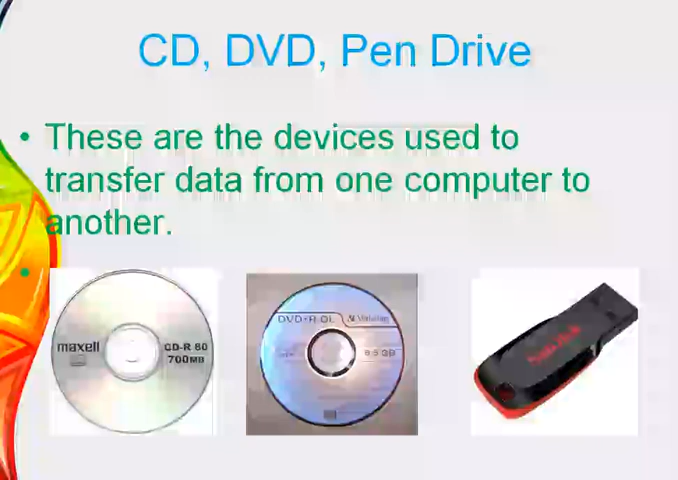 CD, DVD, Pen Drive
• These are the devices used to
transfer data from one computer to
another.
•
maxell
CD-R 80
700MB
DVD+R DL
Verbatim
8.5 GB
SanDisk